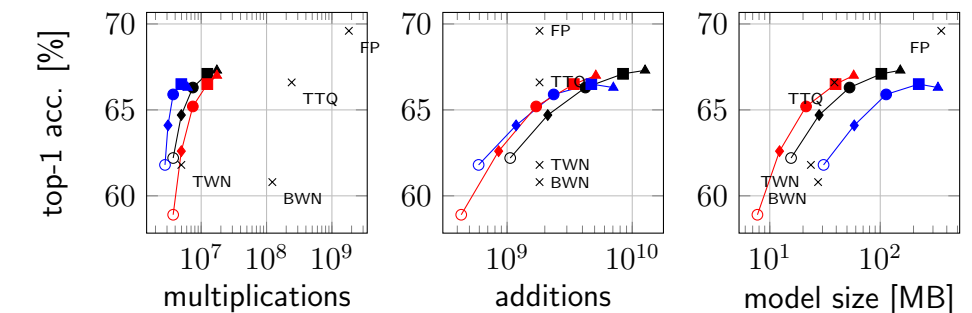 top-1 acc. [%]
70
65
60
FP
TTQ
TWN
BWN
10^7
10^8
10^9
multiplications
70
65
60
FP
TTQ
TWN
BWN
10^9
10^10
additions
70
65
60
FP
TTQ
TWN
BWN
10^1
10^2
model size [MB]